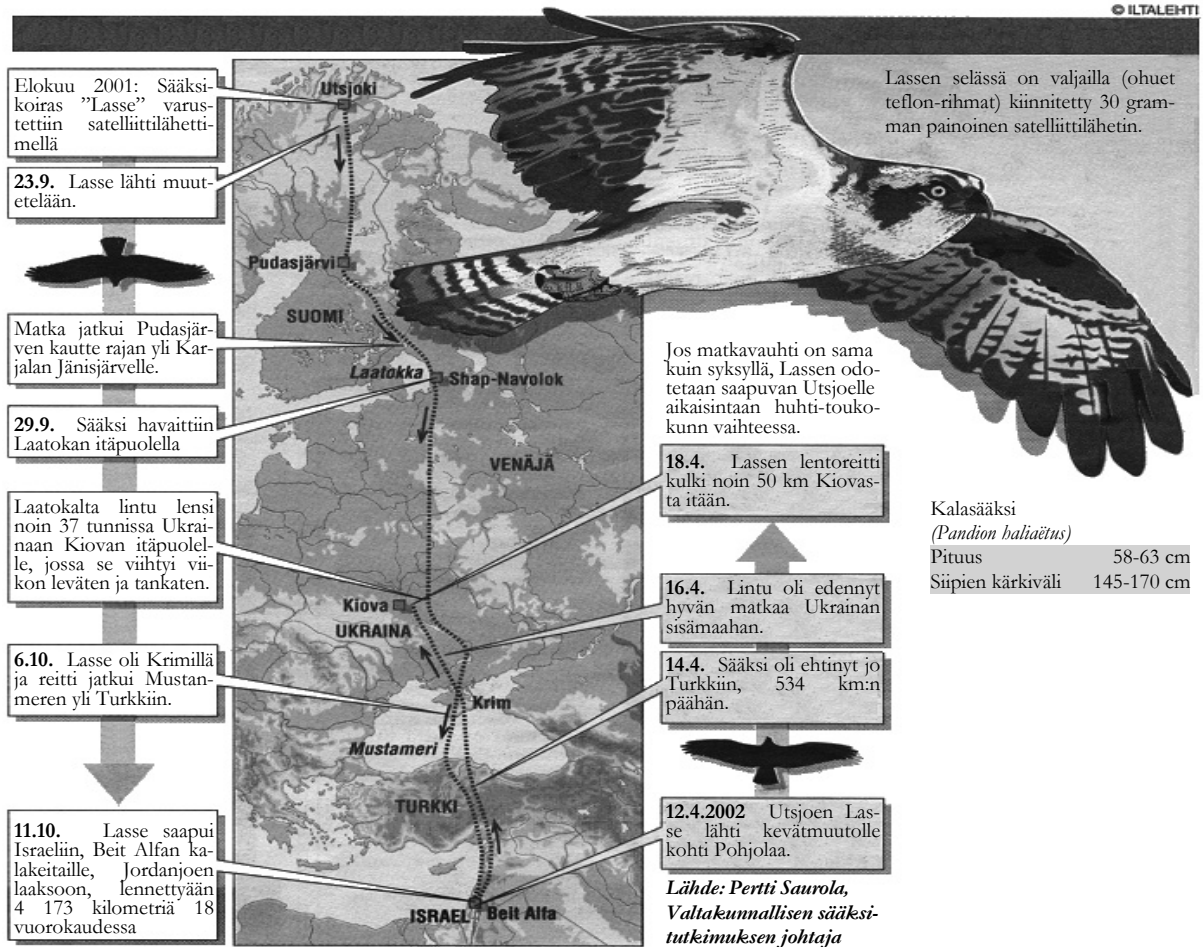 © ILTALEHTI
Elokuu 2001: Sääksi-
koiras ”Lasse” varus-
tettiin satelliittilähetti-
mellä
23.9. Lasse lähti muut-
etelään.
Matka jatkui Pudasjär-
ven kautte rajan yli Kar-
jalan Jänisjärvelle.
29.9. Sääksi havaittiin
Laatokan itäpuolella
Laatokalta lintu lensi
noin 37 tunnissa Ukrai-
naan Kiovan itäpuolel-
le, jossa se viihtyi vii-
kon leväten ja tankaten.
6.10. Lasse oli Krimillä
ja reitti jatkui Mustan-
meren yli Turkkiin.
11.10. Lasse saapui
Israeliin, Beit Alfan ka-
lakeitaille, Jordanjoen
laaksoon, lennettyään
4 173 kilometriä 18
vuorokaudessa
Utsjoki
Pudasjärvi
SUOMI
Laatokka
Shap-Navolok
VENÄJÄ
Kiova
UKRAINA
Krim
Mustameri
TURKKI
ISRAEL
Beit Alfa
Lassen selässä on valjailla (ohuet
teflon-rihmat) kiinnitetty 30 gram-
man painoinen satelliittilähetin.
Jos matkavauhti on sama
kuin syksyllä, Lassen odo-
tetaan saapuvan Utsjoelle
aikaisintaan huhti-touko-
kunn vaihteessa.
18.4. Lassen lentoreitti
kulki noin 50 km Kiovas-
ta itään.
16.4. Lintu oli edennyt
hyvän matkaa Ukrainan
sisämaahan.
14.4. Sääksi oli ehtinyt jo
Turkkiin, 534 km:n
päähän.
12.4.2002 Utsjoen Las-
se lähti kevätmuutolle
kohti Pohjolaa.
Lähde: Pertti Saurola,
Valtakunnallisen sääksi-
tutkimuksen johtaja
Kalasääksi
(Pandion haliaëtus)
Pituus 58-63 cm
Siipien kärkiväli 145-170 cm